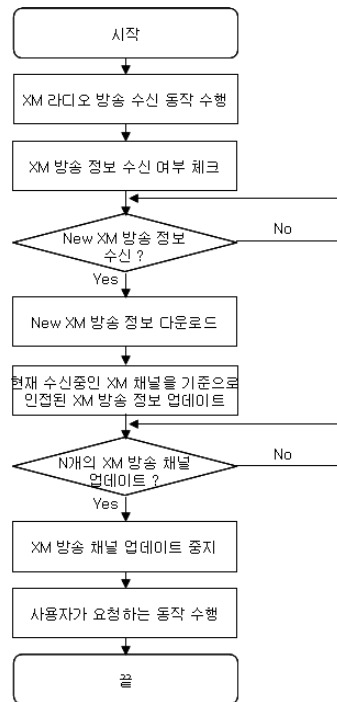 시작
XM 라디오 방송 수신 동작 수행
XM 방송 정보 수신 여부 체크
New XM 방송 정보
수신 ?
No
Yes
New XM 방송 정보 다운로드
현재 수신중인 XM 채널을 기준으로
인접된 XM 방송 정보 업데이트
N개의 XM 방송 채널
업데이트 ?
No
Yes
XM 방송 채널 업데이트 중지
사용자가 요청하는 동작 수행
끝